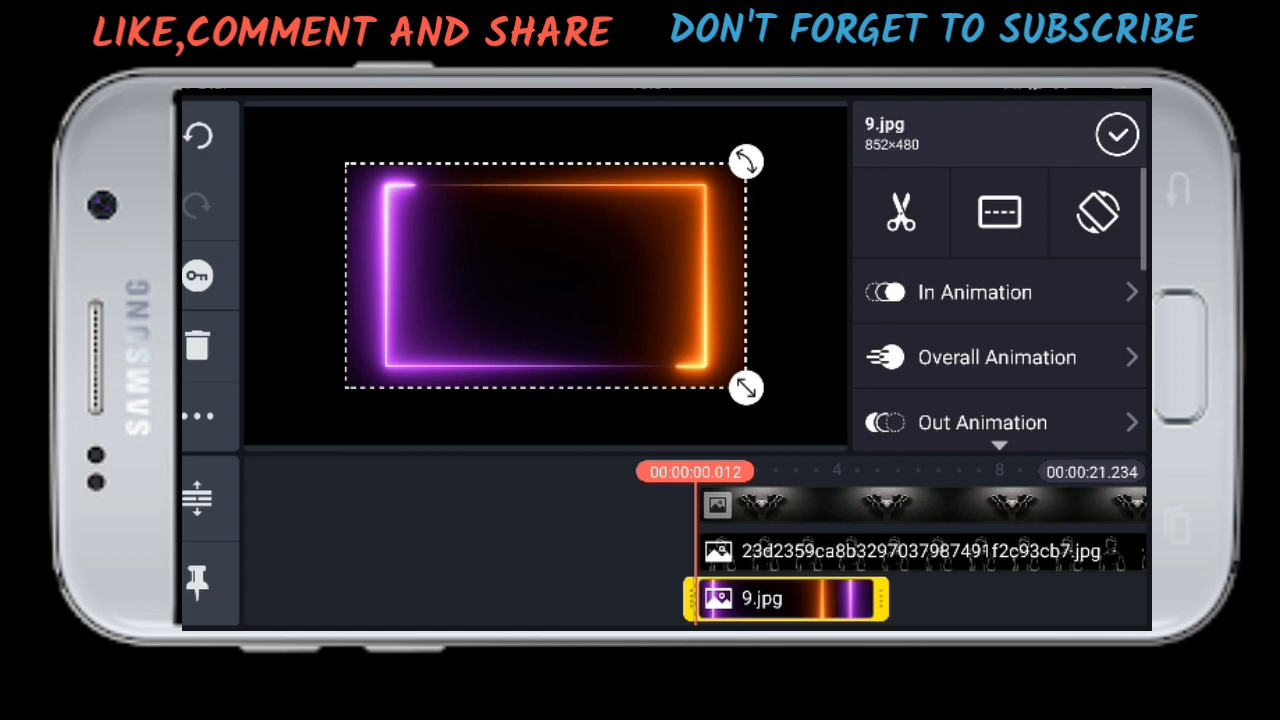 LIKE,COMMENT AND SHARE
DON'T FORGET TO SUBSCRIBE
SAMSUNG
9.jpg
852×480
In Animation
Overall Animation
Out Animation
00:00:00.012
4
8
00:00:21.234
23d2359ca8b3297037987491f2c93cb7.jpg
9.jpg